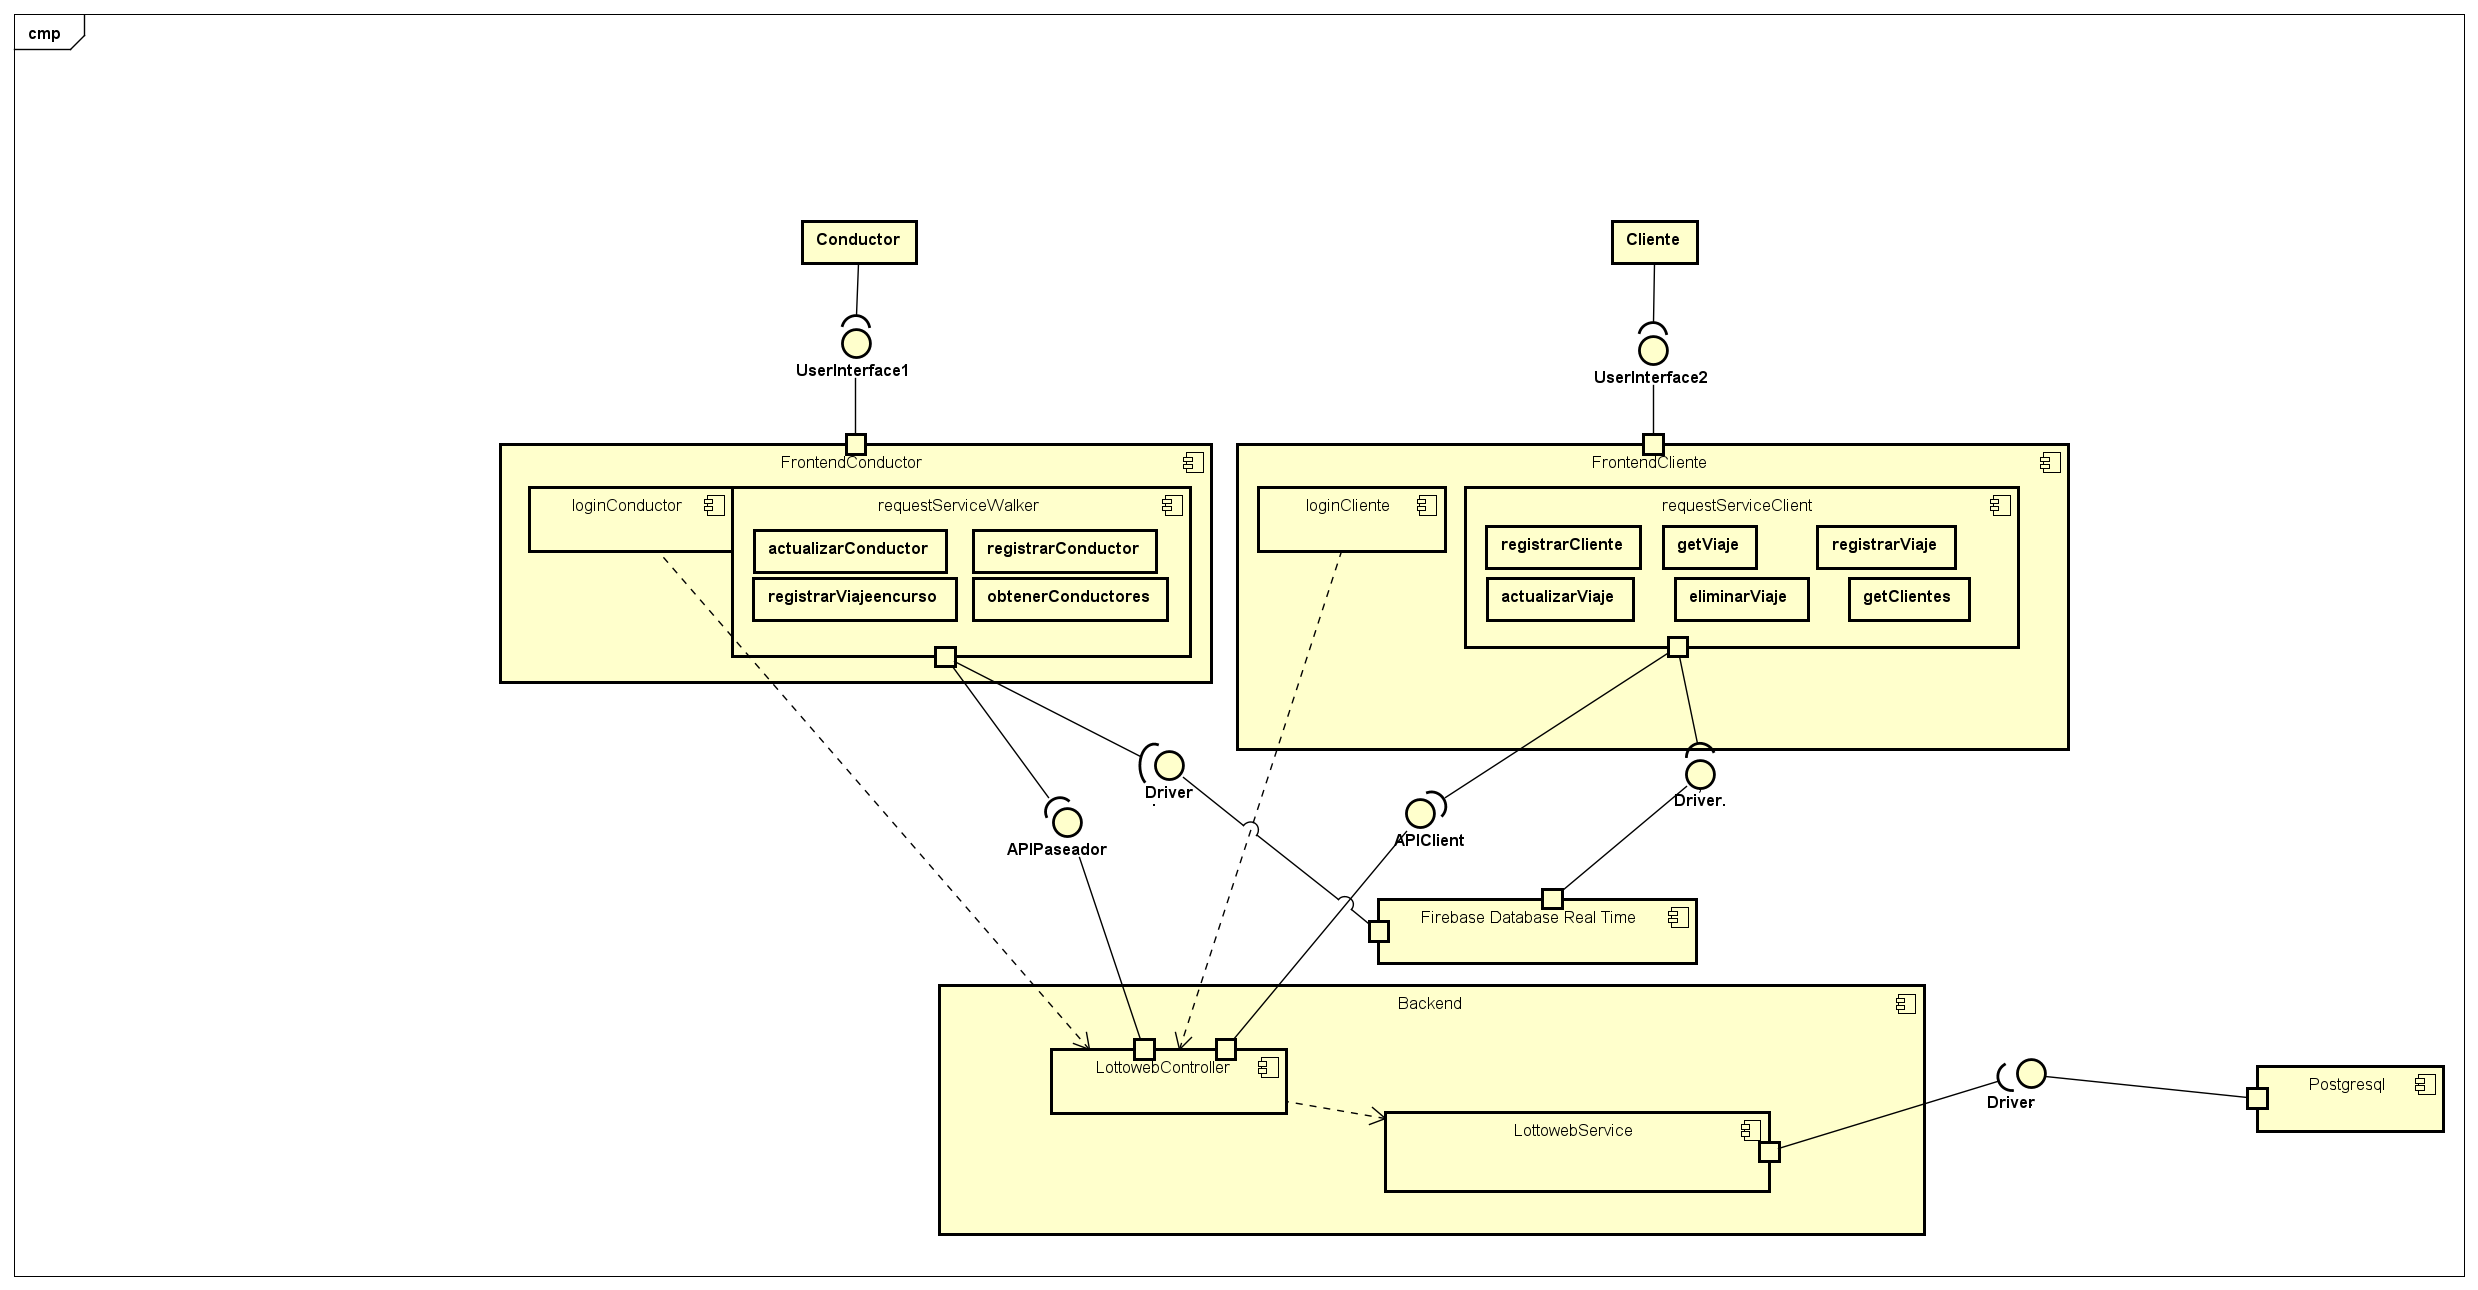 cmp
Conductor
Cliente
UserInterface1
UserInterface2
FrontendConductor
FrontendCliente
loginConductor
requestServiceWalker
actualizarConductor
registrarConductor
registrarViajeencurso
obtenerConductores
loginCliente
requestServiceClient
registrarCliente
getViaje
registrarViaje
actualizarViaje
eliminarViaje
getClientes
Driver
.
Driver.
APIPaseador
APIClient
Firebase Database Real Time
Backend
LottowebController
LottowebService
Driver
Postgresql